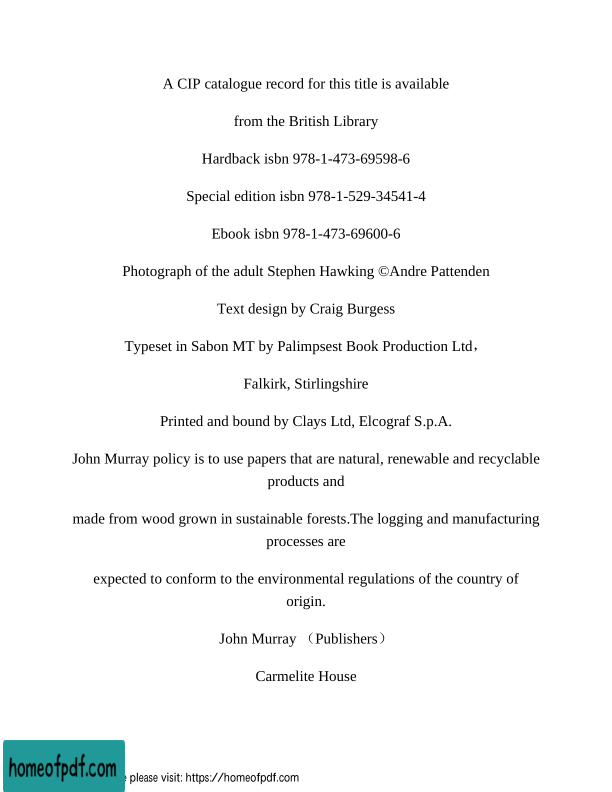 A CIP catalogue record for this title is available
from the British Library
Hardback isbn 978-1-473-69598-6
Special edition isbn 978-1-529-34541-4
Ebook isbn 978-1-473-69600-6
Photograph of the adult Stephen Hawking ©Andre Pattenden
Text design by Craig Burgess
Typeset in Sabon MT by Palimpsest Book Production Ltd，
Falkirk, Stirlingshire
Printed and bound by Clays Ltd, Elcograf S.p.A.
John Murray policy is to use papers that are natural, renewable and recyclable
products and
made from wood grown in sustainable forests.The logging and manufacturing
processes are
expected to conform to the environmental regulations of the country of
origin.
John Murray （Publishers）
Carmelite House
homeofpdf.com
please visit: https://homeofpdf.com